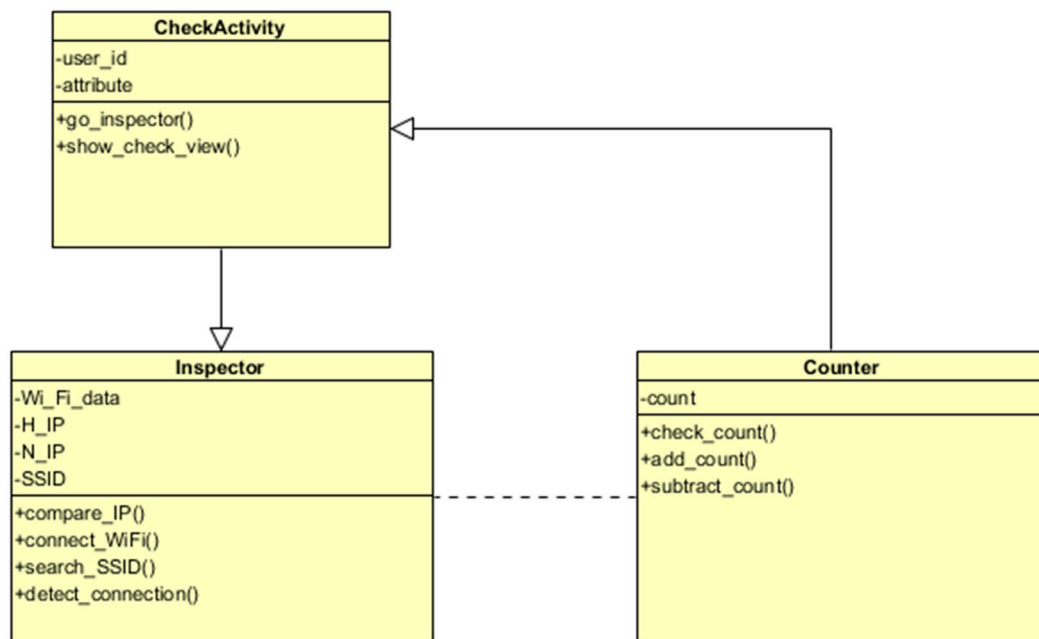 CheckActivity
-user_id
-attribute
+go_inspector()
+show_check_view()
Inspector
-Wi_Fi_data
-H_IP
-N_IP
-SSID
+compare_IP()
+connect_WiFi()
+search_SSID()
+detect_connection()
Counter
-count
+check_count()
+add_count()
+subtract_count()